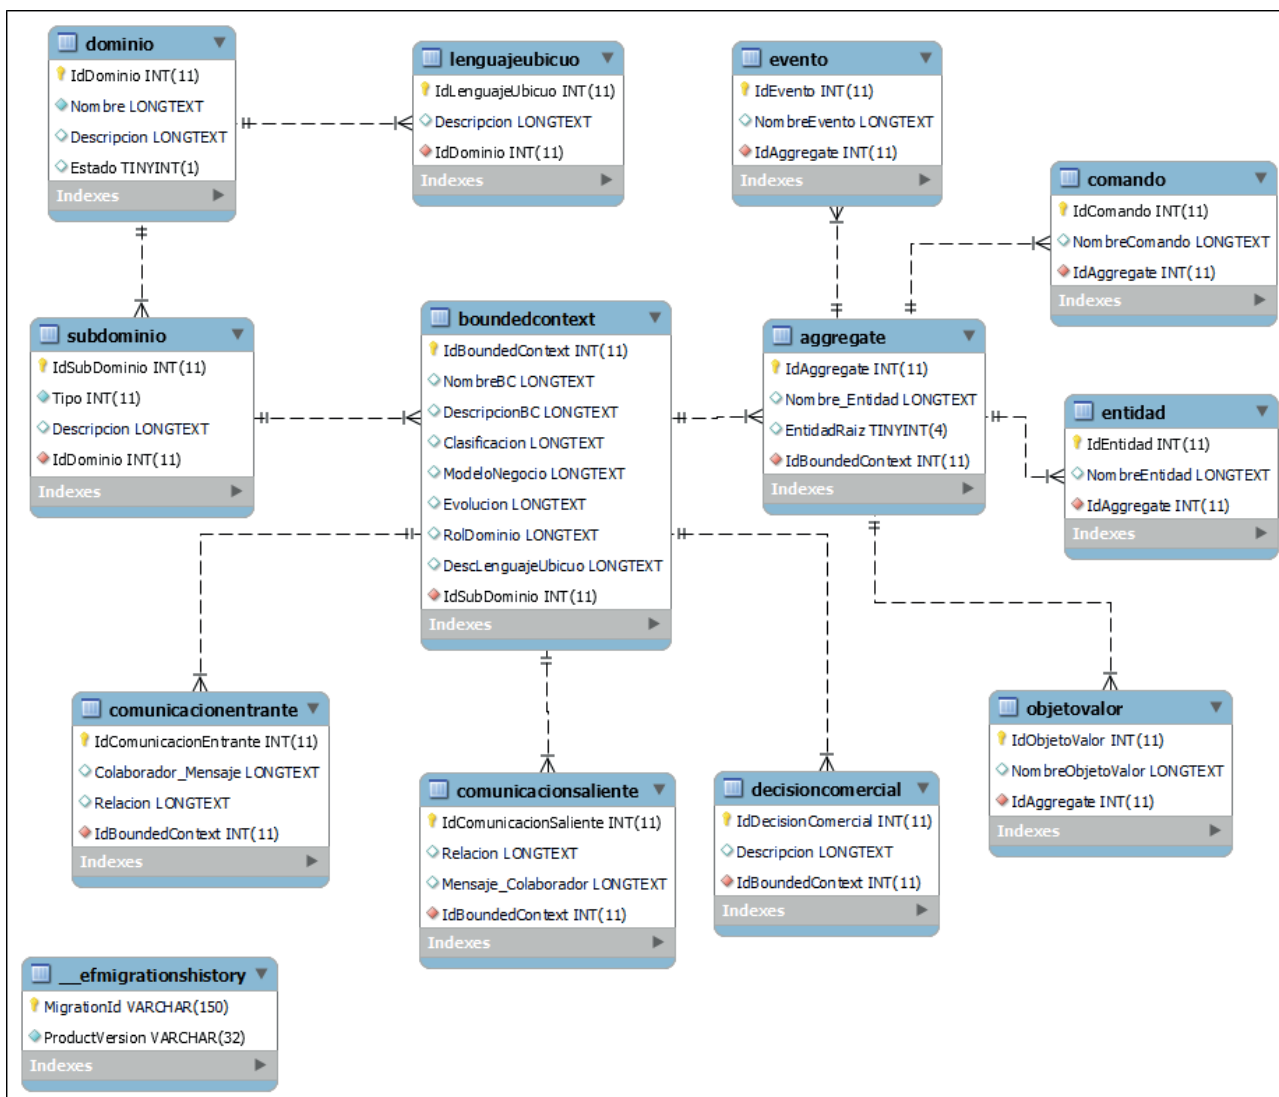 dominio
IdDominio INT(11)
Nombre LONGTEXT
Descripcion LONGTEXT
Estado TINYINT(1)
Indexes
lenguajeubicuo
IdLenguajeUbicuo INT(11)
Descripcion LONGTEXT
IdDominio INT(11)
Indexes
evento
IdEvento INT(11)
NombreEvento LONGTEXT
IdAggregate INT(11)
Indexes
comando
IdComando INT(11)
NombreComando LONGTEXT
IdAggregate INT(11)
Indexes
subdominio
IdSubDominio INT(11)
Tipo INT(11)
Descripcion LONGTEXT
IdDominio INT(11)
Indexes
boundedcontext
IdBoundedContext INT(11)
NombreBC LONGTEXT
DescripcionBC LONGTEXT
Clasificacion LONGTEXT
ModeloNegocio LONGTEXT
Evolucion LONGTEXT
RolDominio LONGTEXT
DescLenguajeUbicuo LONGTEXT
IdSubDominio INT(11)
Indexes
aggregate
IdAggregate INT(11)
Nombre_Entidad LONGTEXT
EntidadRaiz TINYINT(4)
IdBoundedContext INT(11)
Indexes
entidad
IdEntidad INT(11)
NombreEntidad LONGTEXT
IdAggregate INT(11)
Indexes
comunicacionentrante
IdComunicacionEntrante INT(11)
Colaborador_Mensaje LONGTEXT
Relacion LONGTEXT
IdBoundedContext INT(11)
Indexes
comunicacionsaliente
IdComunicacionSaliente INT(11)
Relacion LONGTEXT
Mensaje_Colaborador LONGTEXT
IdBoundedContext INT(11)
Indexes
decisioncomercial
IdDecisionComercial INT(11)
Descripcion LONGTEXT
IdBoundedContext INT(11)
Indexes
objetovalor
IdObjetoValor INT(11)
NombreObjetoValor LONGTEXT
IdAggregate INT(11)
Indexes
__efmigrationshistory
MigrationId VARCHAR(150)
ProductVersion VARCHAR(32)
Indexes